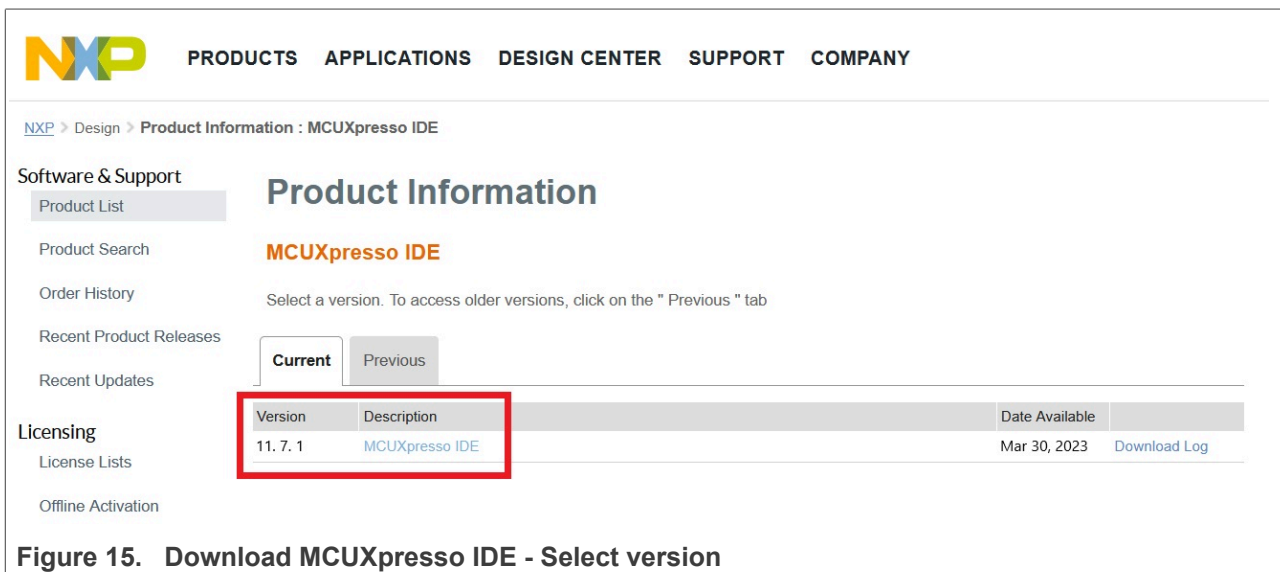 NXP
PRODUCTS APPLICATIONS DESIGN CENTER SUPPORT COMPANY
NXP > Design > Product Information : MCUXpresso IDE
Software & Support
Product List
Product Search
Order History
Recent Product Releases
Recent Updates
Licensing
License Lists
Offline Activation
Product Information
MCUXpresso IDE
Select a version. To access older versions, click on the " Previous " tab
Current Previous
Version Description Date Available
11. 7. 1 MCUXpresso IDE Mar 30, 2023 Download Log
Figure 15. Download MCUXpresso IDE - Select version